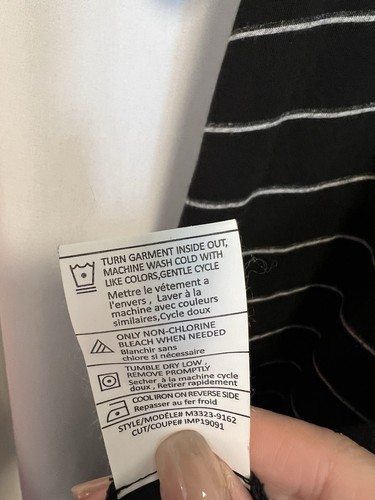 TURN GARMENT INSIDE OUT,
MACHINE WASH COLD WITH
LIKE COLORS,GENTLE CYCLE
Mettre le vétement a
l'envers , Laver à la
machine avec couleurs
similaires,Cycle doux
ONLY NON-CHLORINE
BLEACH WHEN NEEDED
Blanchir sans
chlore si nécessaire
TUMBLE DRY LOW ,
REMOVE PROMPTLY
Secher à la machine cycle
doux , Retirer rapidement
COOL IRON ON REVERSE SIDE
Repasser au fer froid
STYLE/MODÉLE# M3323-9162
CUT/COUPE# IMP19091